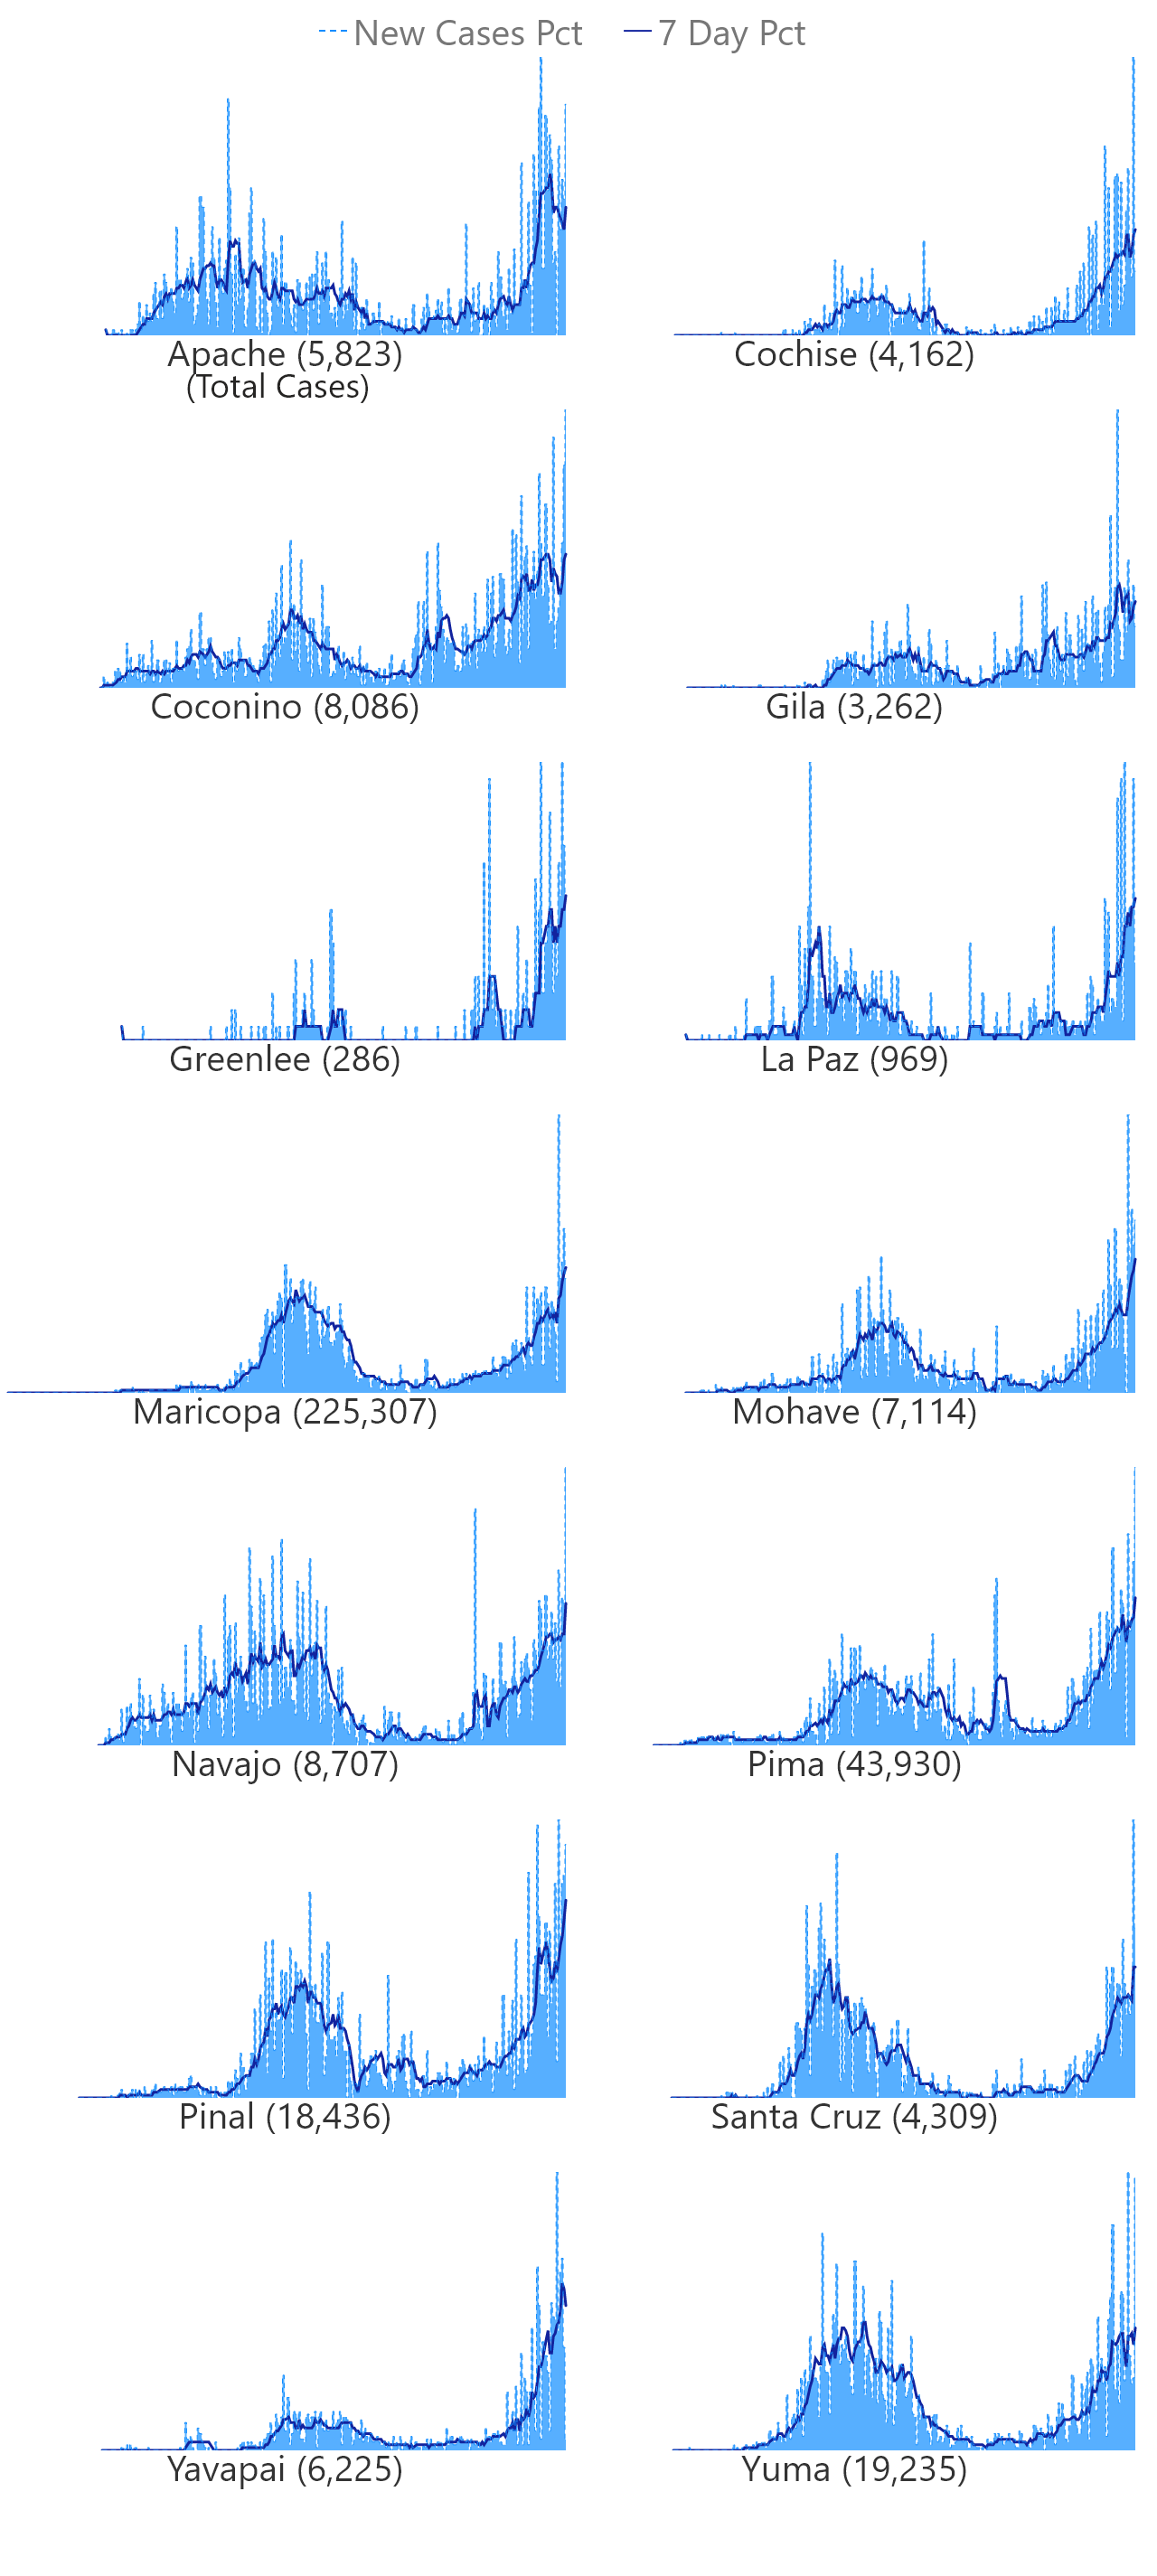 New Cases Pct 7 Day Pct
Apache (5,823) Cochise (4,162)
(Total Cases)
Coconino (8,086) Gila (3,262)
Greenlee (286) La Paz (969)
Maricopa (225,307) Mohave (7,114)
Navajo (8,707) Pima (43,930)
Pinal (18,436) Santa Cruz (4,309)
Yavapai (6,225) Yuma (19,235)